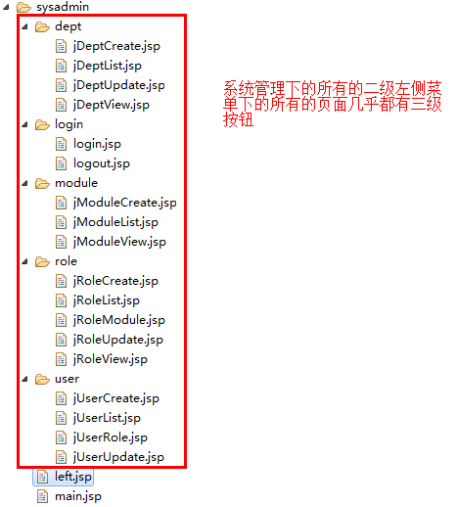 sysadmin
dept
jDeptCreate.jsp
jDeptList.jsp
jDeptUpdate.jsp
jDeptView.jsp
login
login.jsp
logout.jsp
module
jModuleCreate.jsp
jModuleList.jsp
jModuleView.jsp
role
jRoleCreate.jsp
jRoleList.jsp
jRoleModule.jsp
jRoleUpdate.jsp
jRoleView.jsp
user
jUserCreate.jsp
jUserList.jsp
jUserRole.jsp
jUserUpdate.jsp
left.jsp
main.jsp
系统管理下的所有的二级左侧菜
单下的所有的页面几乎都有三级
按钮